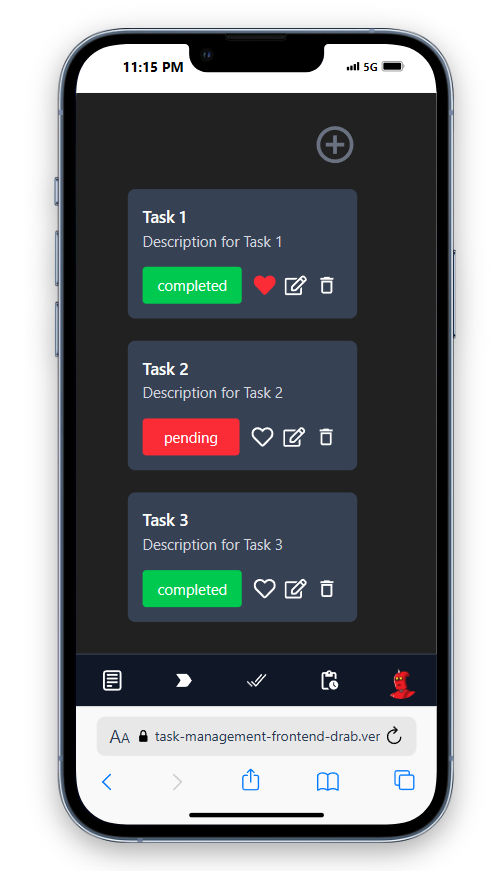 11:15 PM 5G
Task 1
Description for Task 1
completed
Task 2
Description for Task 2
pending
Task 3
Description for Task 3
completed
AA task-management-frontend-drab.ver